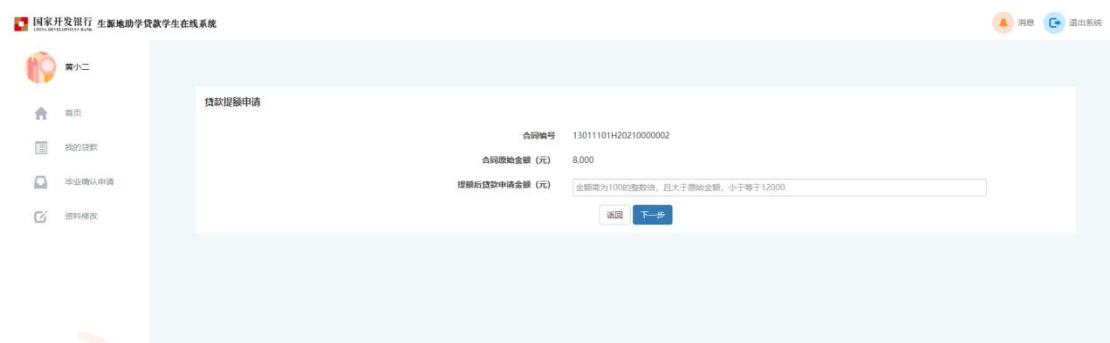 国家开发银行 生源地助学贷款学生在线系统
CHINA DEVELOPMENT BANK
消息
退出系统
黄小二
首页
我的贷款
毕业确认申请
资料修改
贷款提额申请
合同编号 13011101H20210000002
合同原始金额（元） 8,000
提额后贷款申请金额（元） 金额需为100的整数倍，且大于原始金额，小于等于12000
返回 下一步